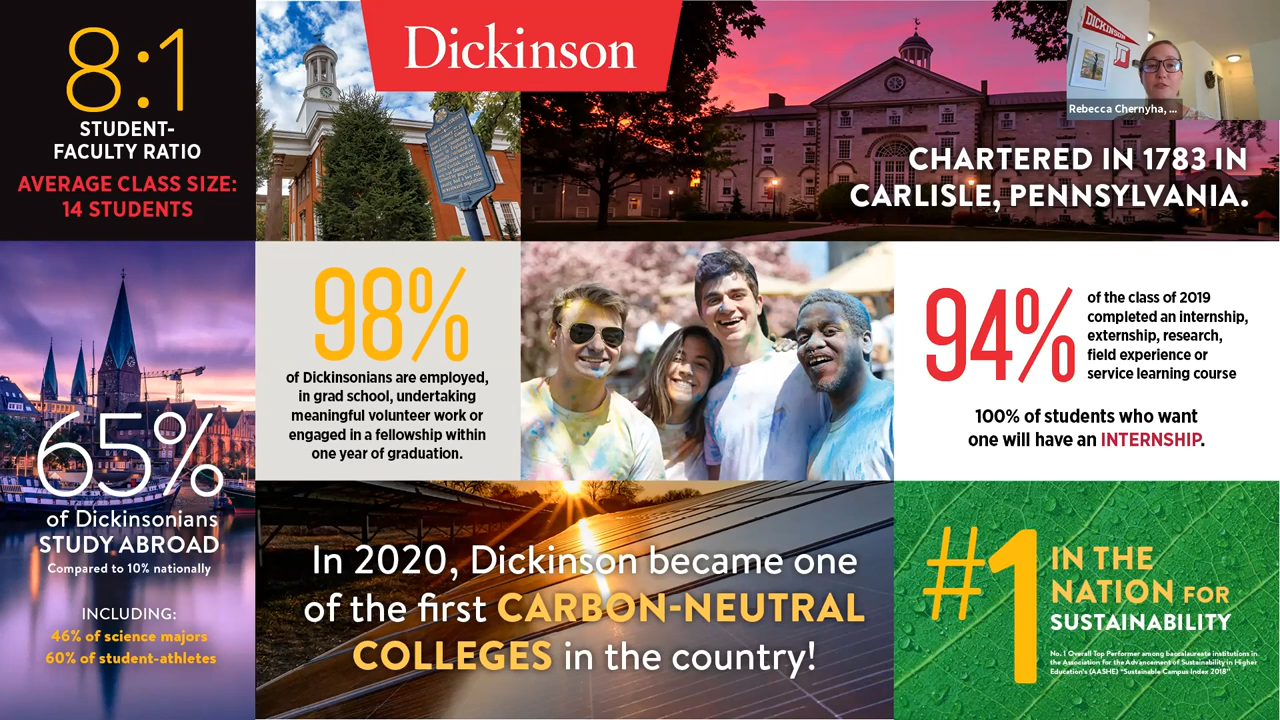 8:1
STUDENT-
FACULTY RATIO
AVERAGE CLASS SIZE:
14 STUDENTS
Dickinson
DICKINSON
D
Rebecca Chernyha, ...
CHARTERED IN 1783 IN
CARLISLE, PENNSYLVANIA.
65%
of Dickinsonians
STUDY ABROAD
Compared to 10% nationally
INCLUDING:
46% of science majors
60% of student-athletes
98%
of Dickinsonians are employed,
in grad school, undertaking
meaningful volunteer work or
engaged in a fellowship within
one year of graduation.
94%
of the class of 2019
completed an internship,
externship, research,
field experience or
service learning course
100% of students who want
one will have an INTERNSHIP.
In 2020, Dickinson became one
of the first CARBON-NEUTRAL
COLLEGES in the country!
#1
IN THE
NATION FOR
SUSTAINABILITY
No. 1 Overall Top Performer among baccalaureate institutions in
the Association for the Advancement of Sustainability in Higher
Education's (AASHE) "Sustainable Campus Index 2018"